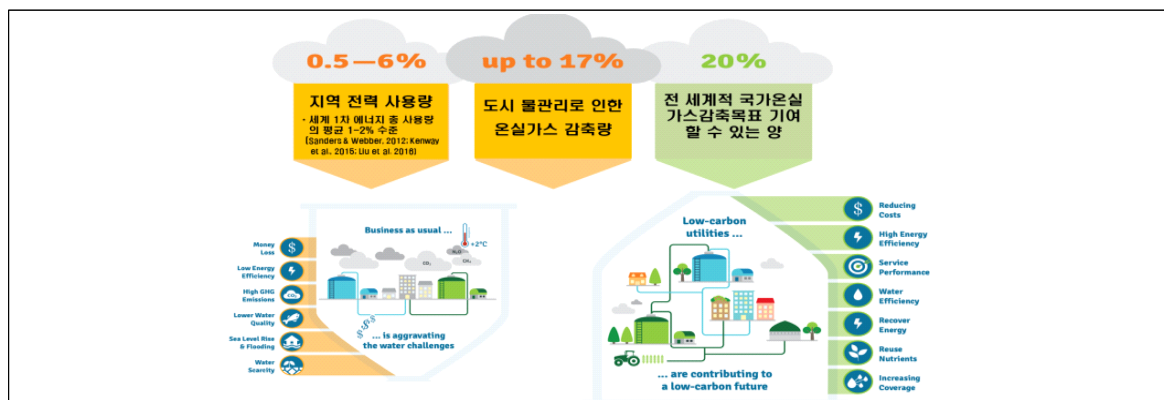 0.5—6%
지역 전력 사용량
- 세계 1차 에너지 총 사용량
의 평균 1-2% 수준
(Sanders & Webber, 2012; Kenway
et al., 2015; Liu et al. 2016)
up to 17%
도시 물관리로 인한
온실가스 감축량
20%
전 세계적 국가온실
가스감축목표 기여
할 수 있는 양
Business as usual ...
+2°C
N₂O
CO₂
CH₄
Money
Loss
$
Low Energy
Efficiency
High GHG
Emissions
CO₂
Lower Water
Quality
Sea Level Rise
& Flooding
Water
Scarcity
... is aggravating
the water challenges
Low-carbon
utilities ...
$
Reducing
Costs
High Energy
Efficiency
Service
Performance
Water
Efficiency
Recover
Energy
Reuse
Nutrients
Increasing
Coverage
... are contributing to
a low-carbon future